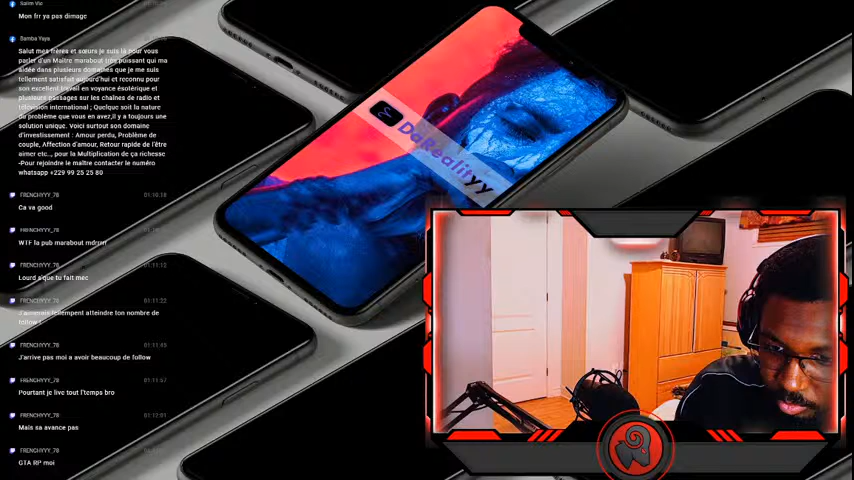 Salim Vie
Mon frr ya pas dimage
Samba Yaya
Salut mes frères et sœurs je suis là pour vous
parler d'un Maître marabout très puissant qui ma
aidée dans plusieurs domaines que je me suis
tellement satisfait aujourd'hui et reconnu pour
son excellent travail en voyance ésotérique et
plusieurs passages sur les chaînes de radio et
télévision international ; Quelque soit la nature
du problème que vous en avez,il y a toujours une
solution unique. Voici surtout son domaine
d'investissement : Amour perdu, Problème de
couple, Affection d'amour, Retour rapide de l'être
aimer etc.., pour la Multiplication de ça richesse
-Pour rejoindre le maître contacter le numéro
whatsapp +229 99 25 25 80
FRENCHYYY_78
Ca va good
FRENCHYYY_78
WTF la pub marabout mdrrrr
FRENCHYYY_78 01:11:12
Lourd s'que tu fait mec
FRENCHYYY_78 01:11:22
J'aimerais tellempent atteindre ton nombre de
follow !
FRENCHYYY_78 01:11:45
J'arrive pas moi a avoir beaucoup de follow
FRENCHYYY_78 01:11:57
Pourtant je live tout l'temps bro
FRENCHYYY_78 01:12:01
Mais sa avance pas
FRENCHYYY_78
GTA RP moi
DaRealityy